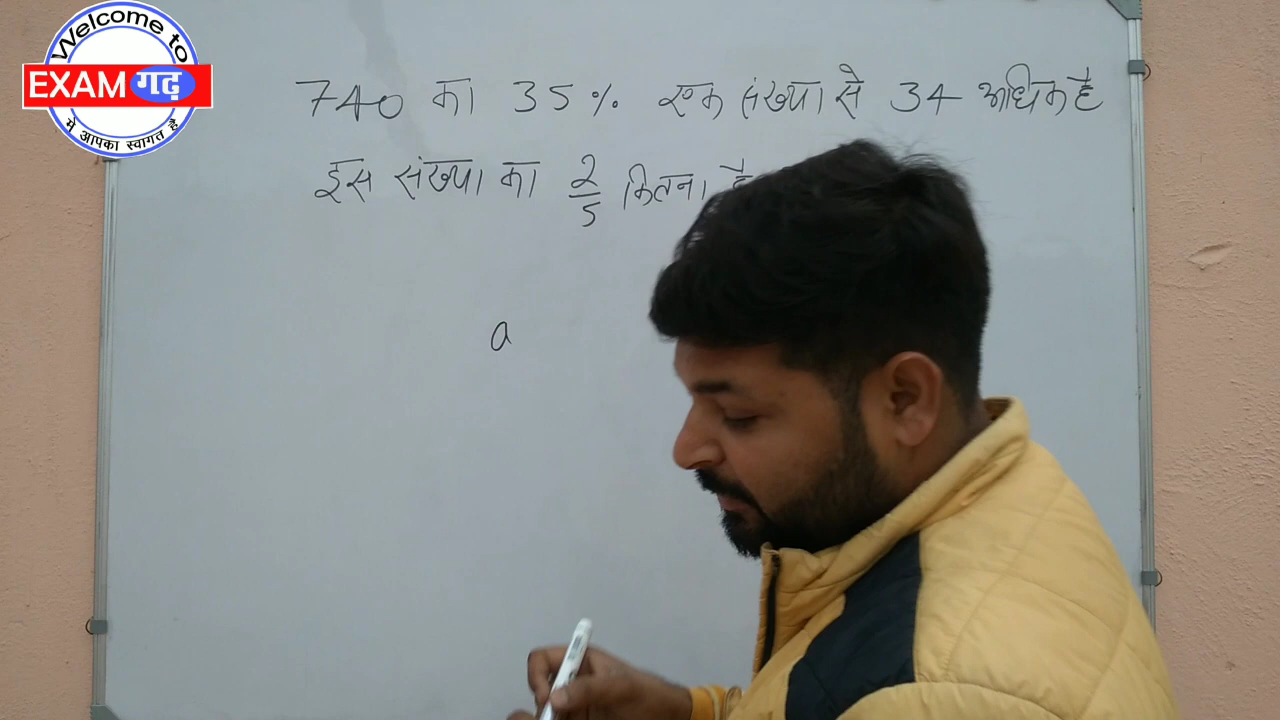 Welcome to
EXAM गढ़
में आपका स्वागत है
740 का 35% एक संख्या से 34 अधिक है
इस संख्या का 2/5 कितना है
a